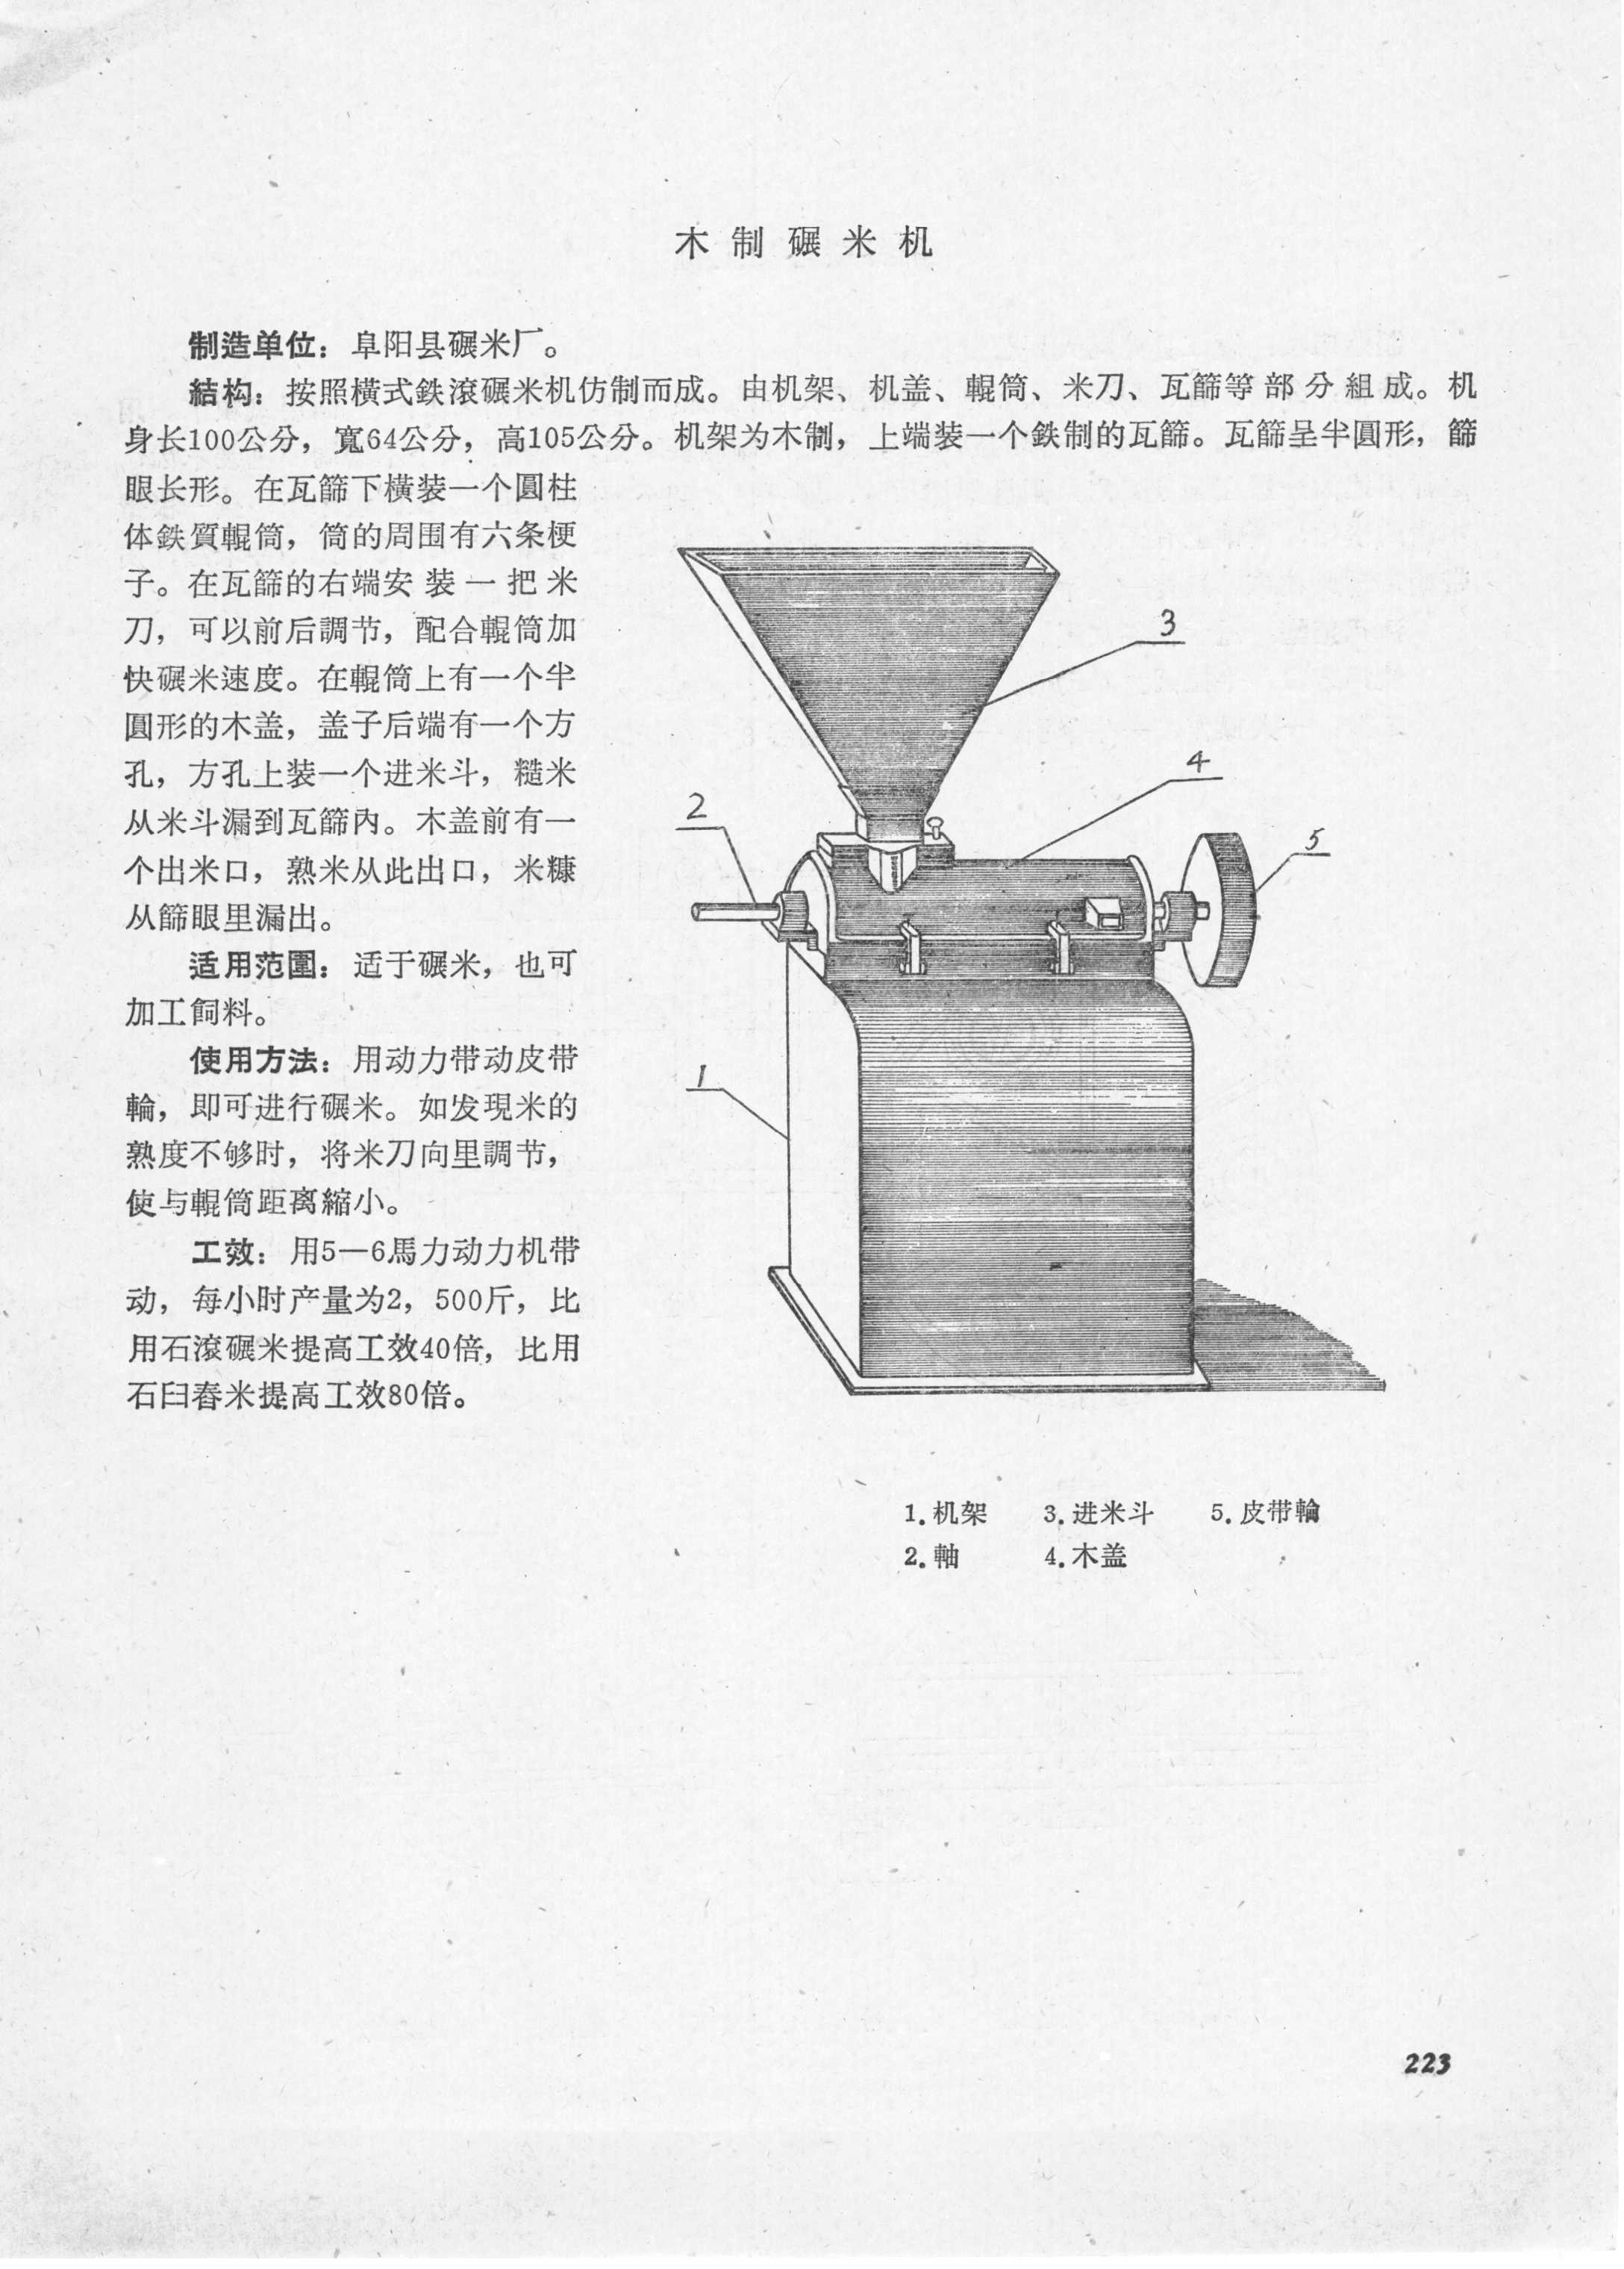 木制碾米机
制造单位：阜阳县碾米厂。
結构：按照橫式鉄滾碾米机仿制而成。由机架、机盖、輥筒、米刀、瓦篩等部分組成。机
身长100公分，寬64公分，高105公分。机架为木制，上端装一个鉄制的瓦篩。瓦篩呈半圓形，篩
眼长形。在瓦篩下橫装一个圓柱
体鉄質輥筒，筒的周围有六条梗
子。在瓦篩的右端安装一把米
刀，可以前后調节，配合輥筒加
快碾米速度。在輥筒上有一个半
圓形的木盖，盖子后端有一个方
孔，方孔上装一个进米斗，糙米
从米斗漏到瓦篩內。木盖前有一
个出米口，熟米从此出口，米糠
从篩眼里漏出。
适用范圍：适于碾米，也可
加工飼料。
使用方法：用动力带动皮带
輪，即可进行碾米。如发現米的
熟度不够时，将米刀向里調节，
使与輥筒距离縮小。
工效：用5—6馬力动力机带
动，每小时产量为2，500斤，比
用石滾碾米提高工效40倍，比用
石臼舂米提高工效80倍。
3
4
2
5
1
1.机架 3.进米斗 5.皮带輪
2.軸 4.木盖
223